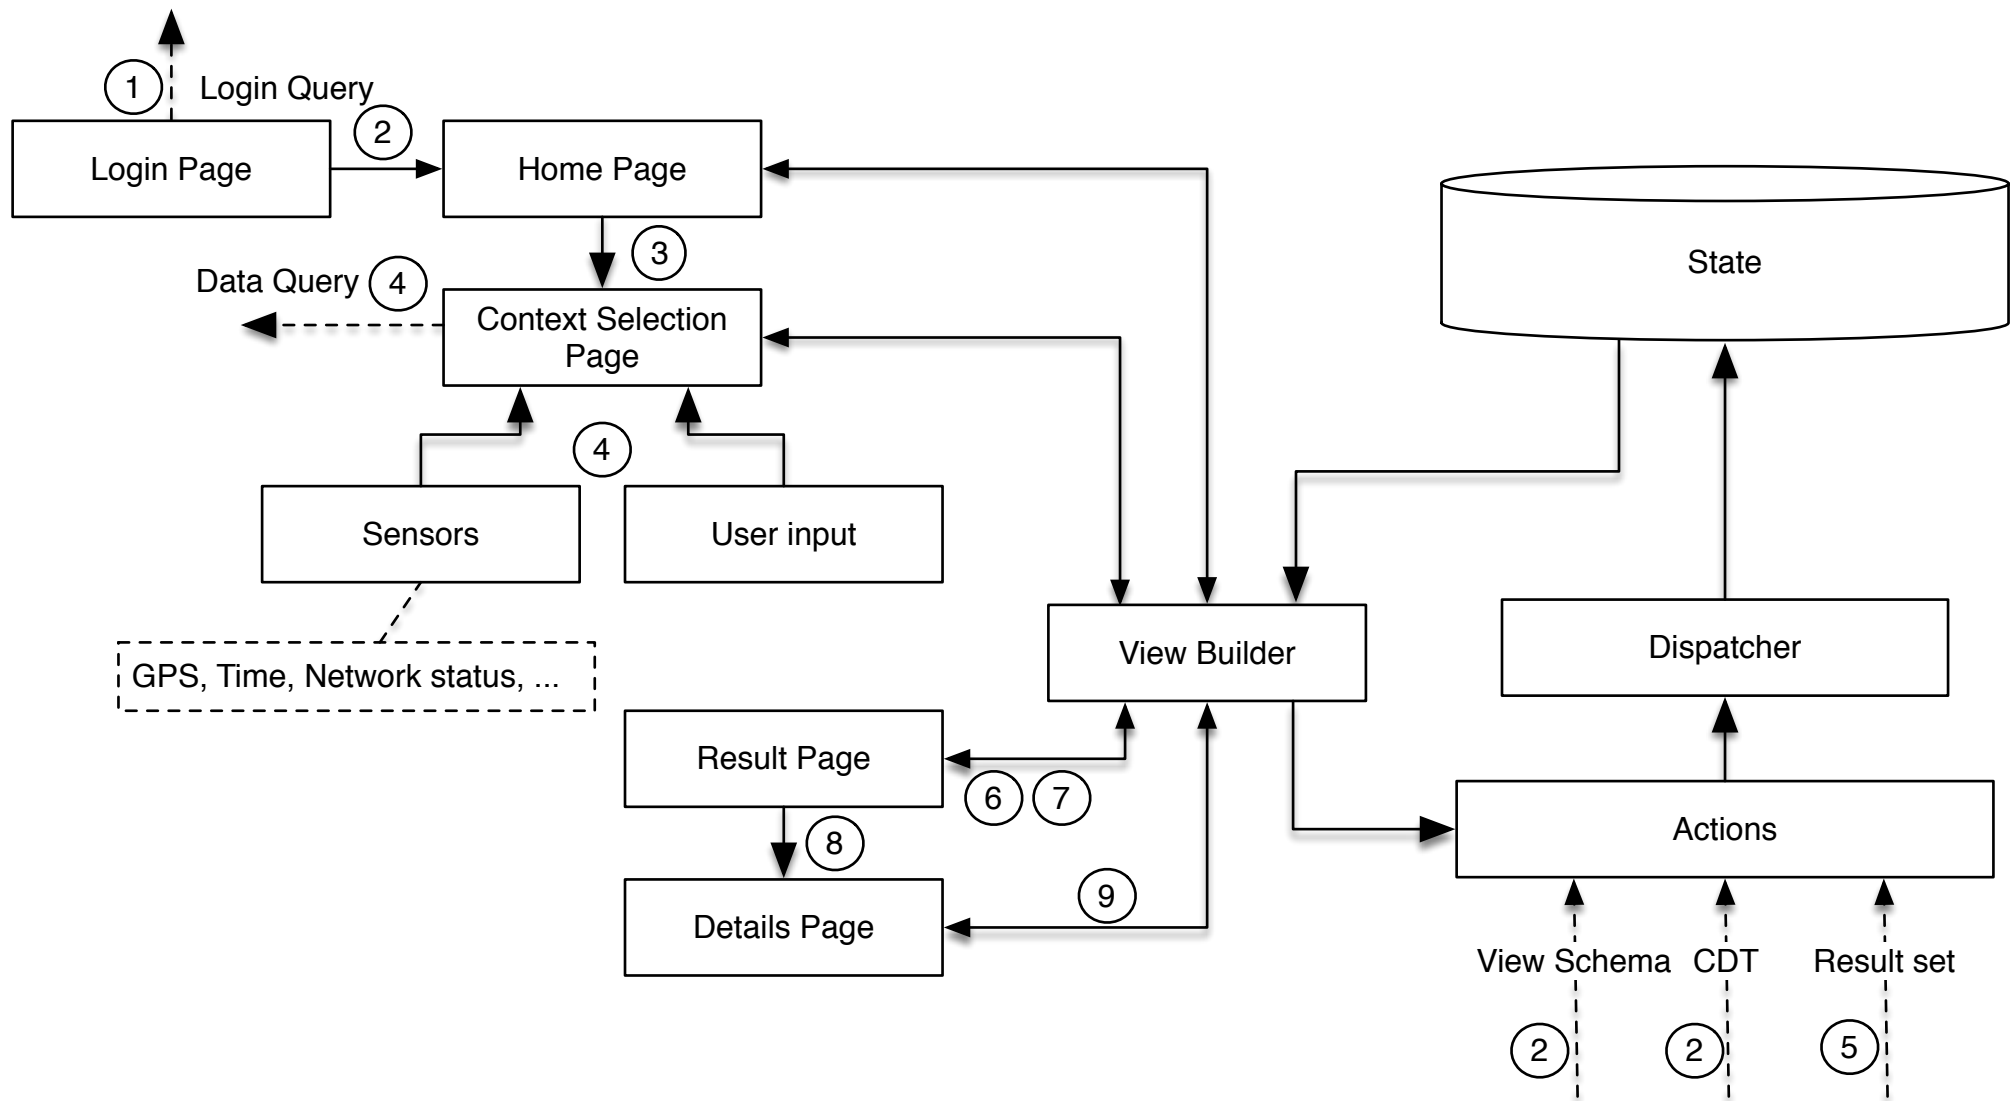 1
Login Query
2
Login Page
Home Page
3
State
Data Query
4
Context Selection
Page
4
Sensors
User input
View Builder
Dispatcher
GPS, Time, Network status, ...
Result Page
6
7
Actions
8
9
Details Page
View Schema
CDT
Result set
2
2
5